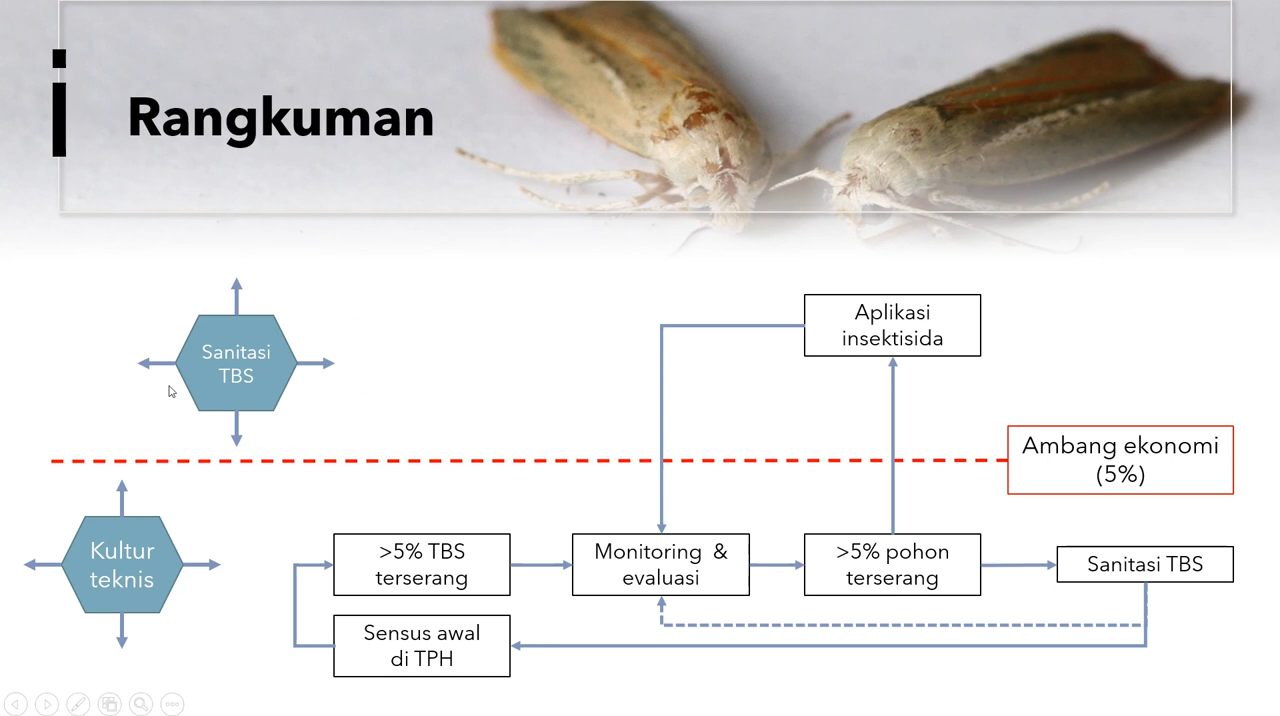 Rangkuman
Sanitasi
TBS
Aplikasi
insektisida
Ambang ekonomi
(5%)
Kultur
teknis
>5% TBS
terserang
Monitoring &
evaluasi
>5% pohon
terserang
Sanitasi TBS
Sensus awal
di TPH